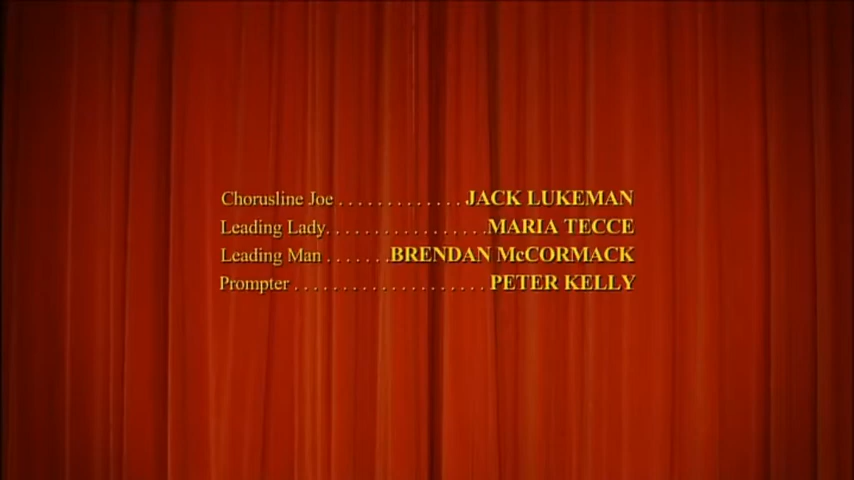 Chorusline Joe . . . . . . . . . . . . . JACK LUKEMAN
Leading Lady. . . . . . . . . . . . . . . . . MARIA TECCE
Leading Man . . . . . . . BRENDAN McCORMACK
Prompter . . . . . . . . . . . . . . . . . . . . PETER KELLY